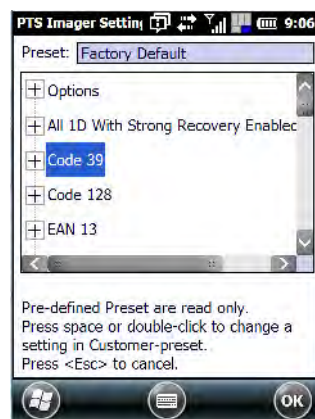 PTS Imager Settin 9:06
Preset: Factory Default
Options
All 1D With Strong Recovery Enablec
Code 39
Code 128
EAN 13
Pre-defined Preset are read only.
Press space or double-click to change a
setting in Customer-preset.
Press <Esc> to cancel.
OK